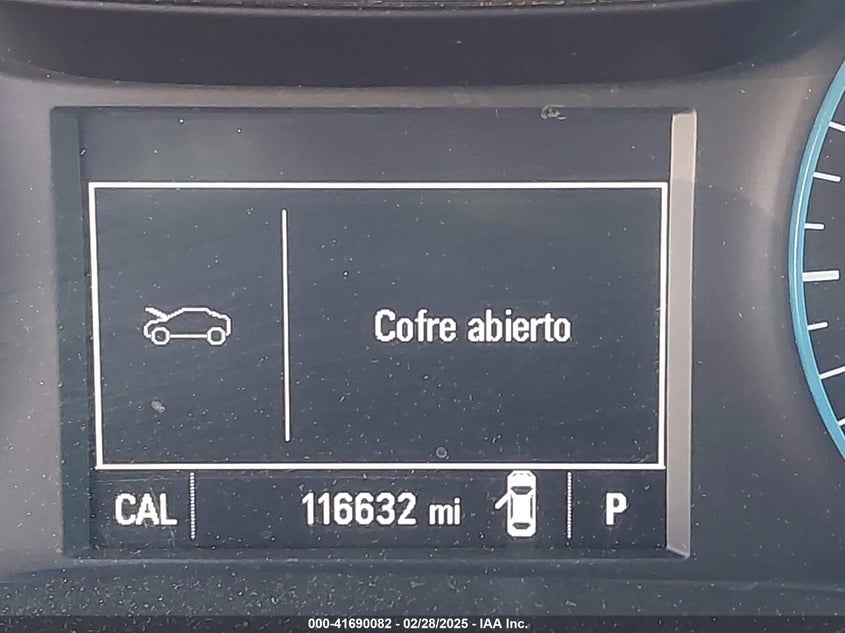 Cofre abierto
CAL 116632 mi P
000-41690082 - 02/28/2025 - IAA Inc.